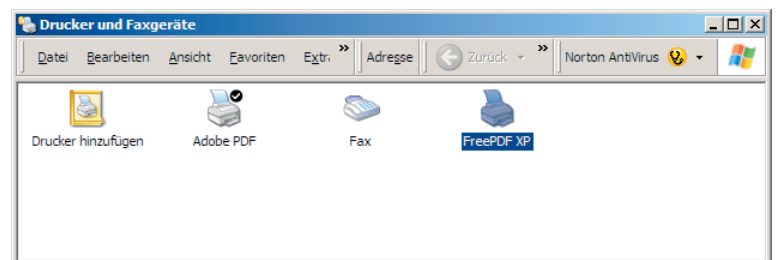 Drucker und Faxgeräte
Datei Bearbeiten Ansicht Favoriten Extr. » Adresse Zurück » Norton AntiVirus
Drucker hinzufügen Adobe PDF Fax FreePDF XP